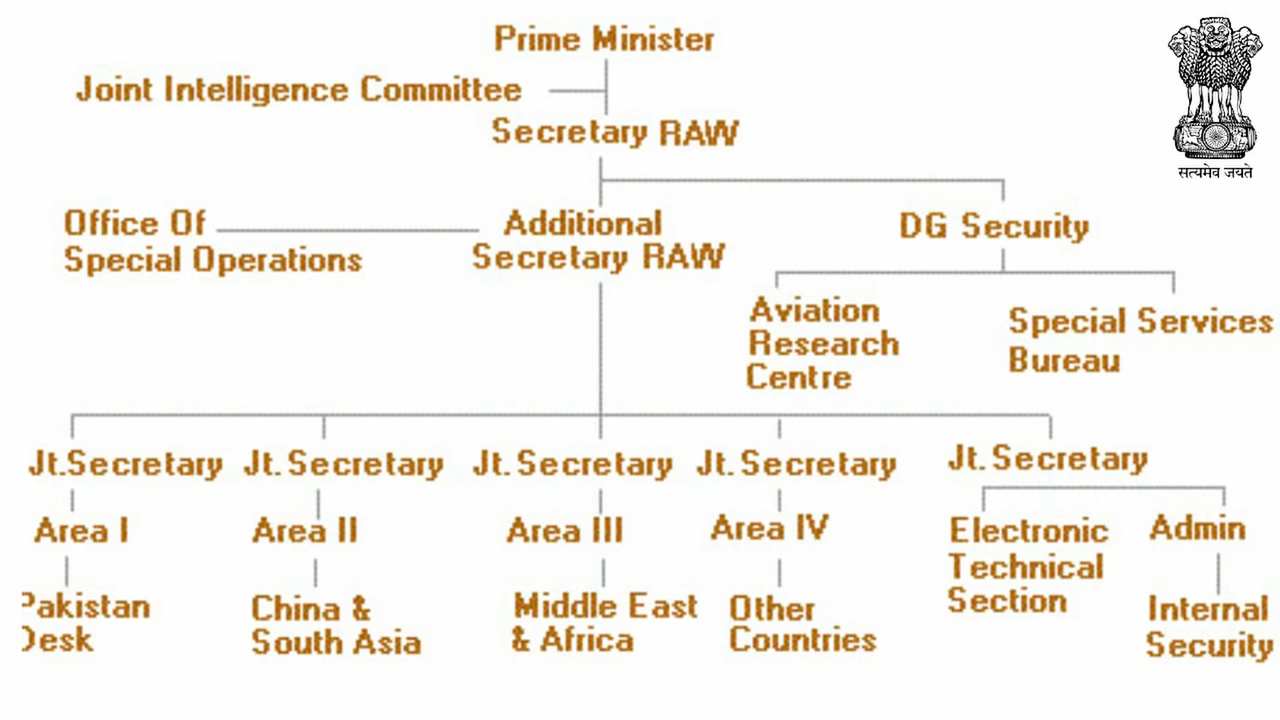 Prime Minister
Joint Intelligence Committee
Secretary RAW
सत्यमेव जयते
Office Of
Special Operations
Additional
Secretary RAW
DG Security
Aviation
Research
Centre
Special Services
Bureau
Jt.Secretary
Jt. Secretary
Jt. Secretary
Jt. Secretary
Jt. Secretary
Area I
Area II
Area III
Area IV
Electronic
Technical
Section
Admin
Pakistan
Desk
China &
South Asia
Middle East
& Africa
Other
Countries
Internal
Security